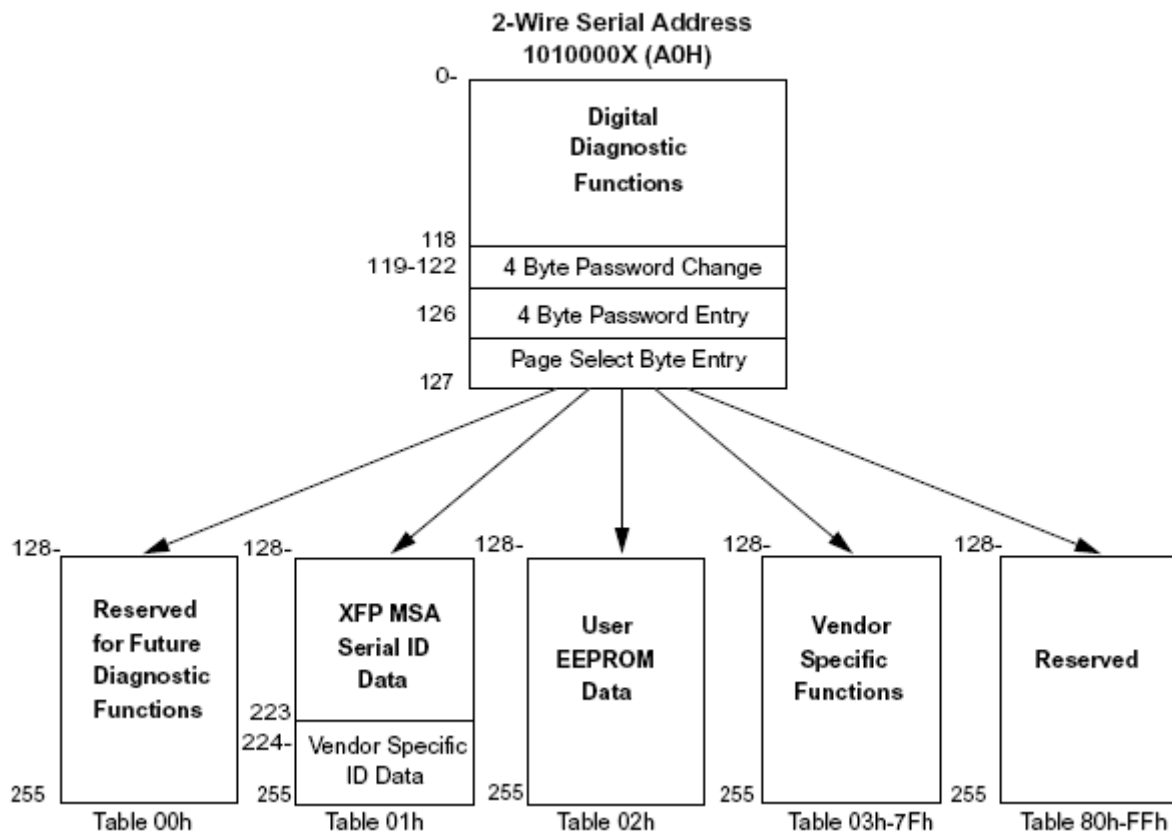 2-Wire Serial Address
1010000X (A0H)
0-
Digital
Diagnostic
Functions
118
119-122
4 Byte Password Change
126
4 Byte Password Entry
Page Select Byte Entry
127
128-
128-
128-
128-
128-
Reserved
for Future
Diagnostic
Functions
XFP MSA
Serial ID
Data
User
EEPROM
Data
Vendor
Specific
Functions
Reserved
223
224-
Vendor Specific
ID Data
255
255
255
255
255
Table 00h
Table 01h
Table 02h
Table 03h-7Fh
Table 80h-FFh